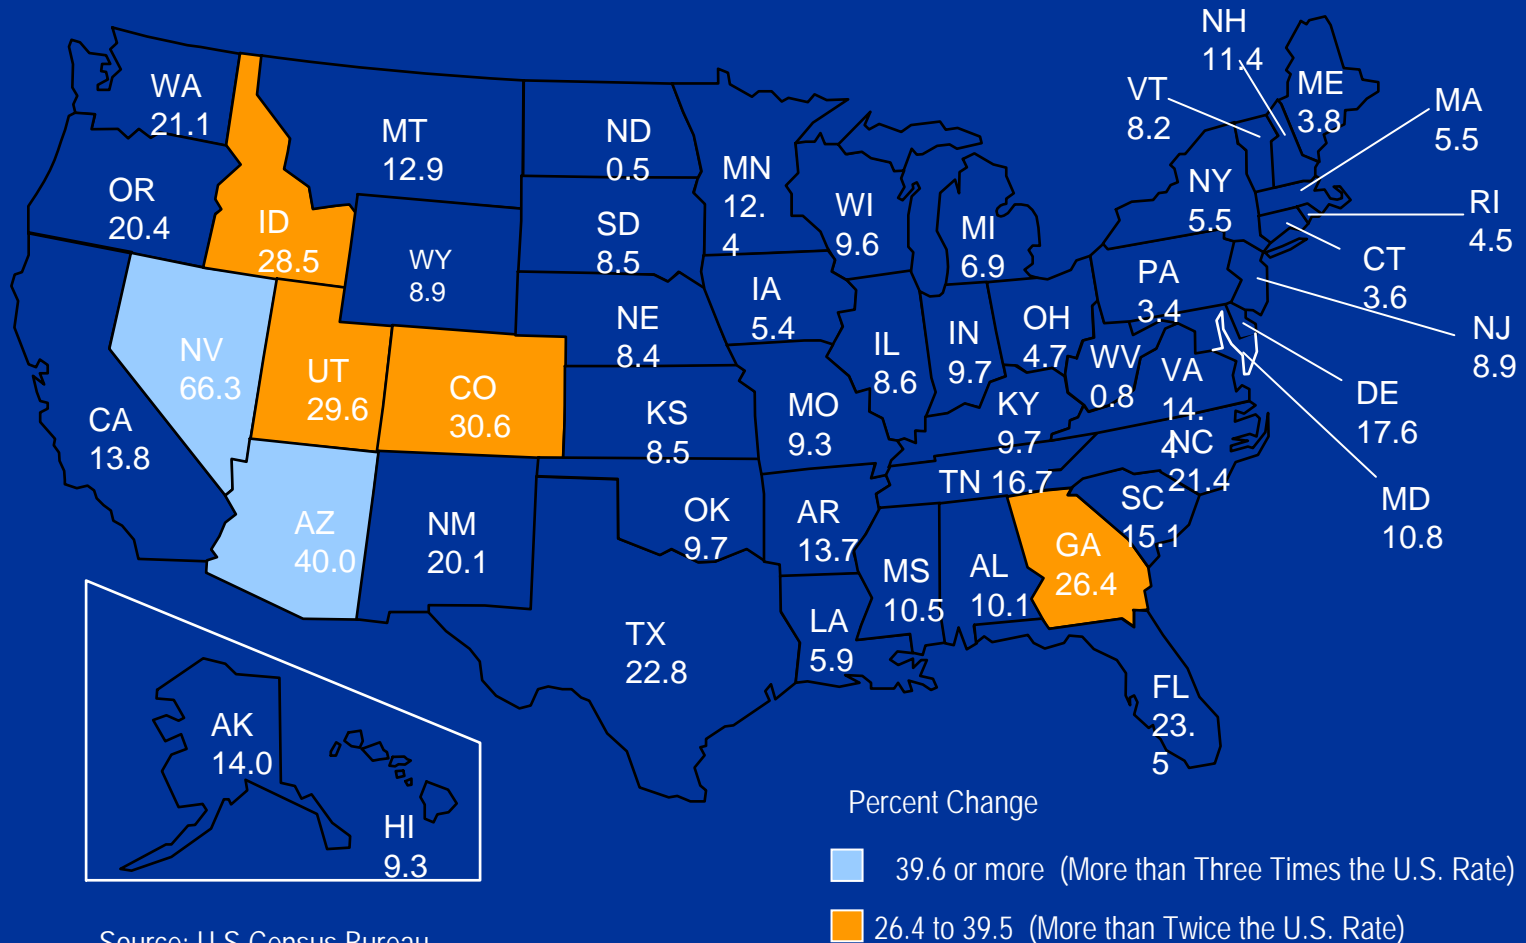 NH
11.4
VT
8.2
ME
3.8
MA
5.5
WA
21.1
MT
12.9
ND
0.5
MN
12.
4
OR
20.4
ID
28.5
SD
8.5
WI
9.6
MI
6.9
NY
5.5
RI
4.5
WY
8.9
CT
3.6
PA
3.4
IA
5.4
NE
8.4
OH
4.7
NJ
8.9
NV
66.3
UT
29.6
CO
30.6
IL
8.6
IN
9.7
WV
0.8
VA
14.
4
DE
17.6
CA
13.8
KS
8.5
MO
9.3
KY
9.7
NC
21.4
TN 16.7
MD
10.8
AZ
40.0
NM
20.1
OK
9.7
AR
13.7
SC
15.1
GA
26.4
MS
10.5
AL
10.1
TX
22.8
LA
5.9
FL
23.
5
AK
14.0
HI
9.3
Percent Change
39.6 or more (More than Three Times the U.S. Rate)
26.4 to 39.5 (More than Twice the U.S. Rate)
Source: U.S.Census Bureau